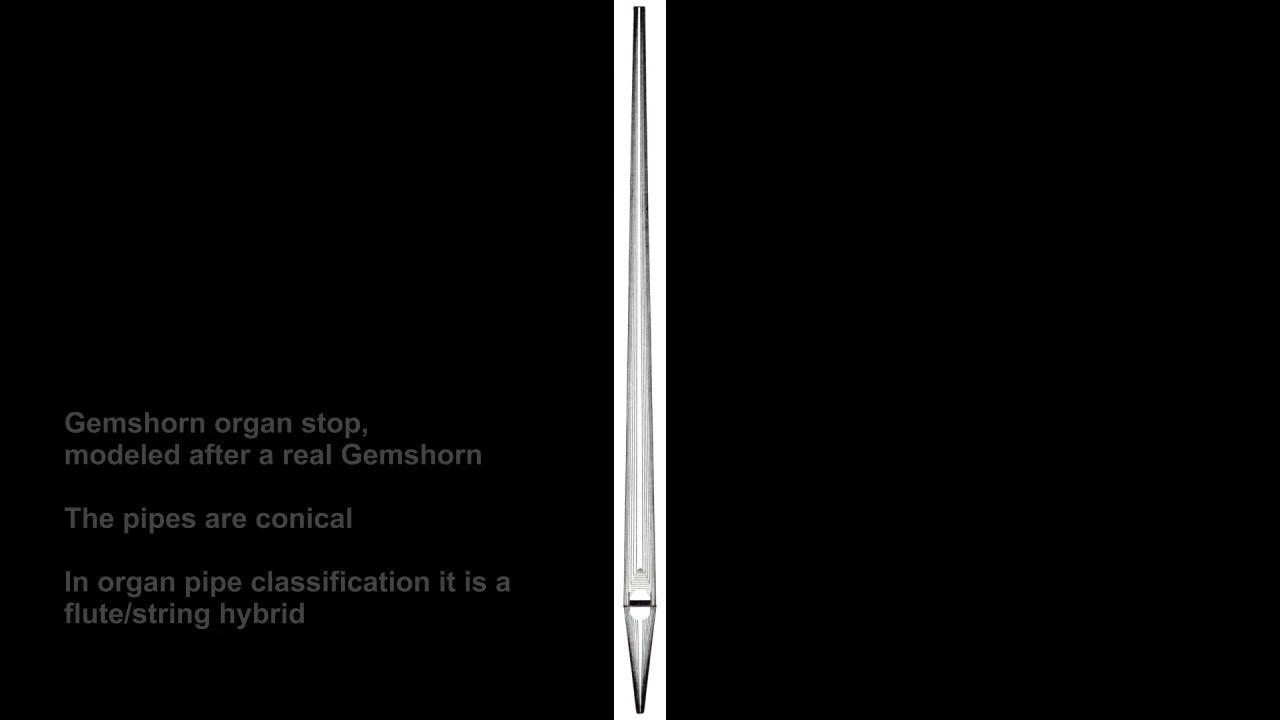 Gemshorn organ stop,
modeled after a real Gemshorn
The pipes are conical
In organ pipe classification it is a
flute/string hybrid